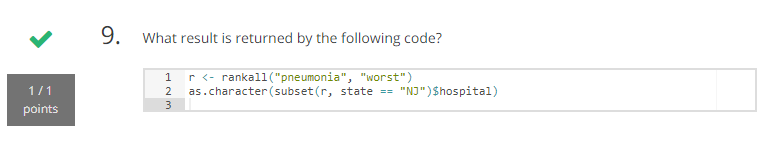 9. What result is returned by the following code?
1 / 1
points
1 r <- rankall("pneumonia", "worst")
2 as.character(subset(r, state == "NJ")$hospital)
3